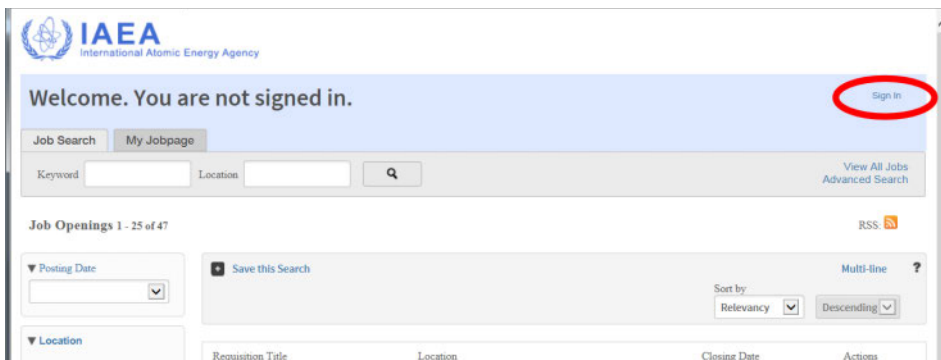 IAEA
International Atomic Energy Agency
Welcome. You are not signed in.
Sign In
Job Search
My Jobpage
Keyword
Location
View All Jobs
Advanced Search
Job Openings 1 - 25 of 47
RSS:
Posting Date
Save this Search
Multi-line
?
Sort by
Relevancy
Descending
Location
Requisition Title
Location
Closing Date
Actions